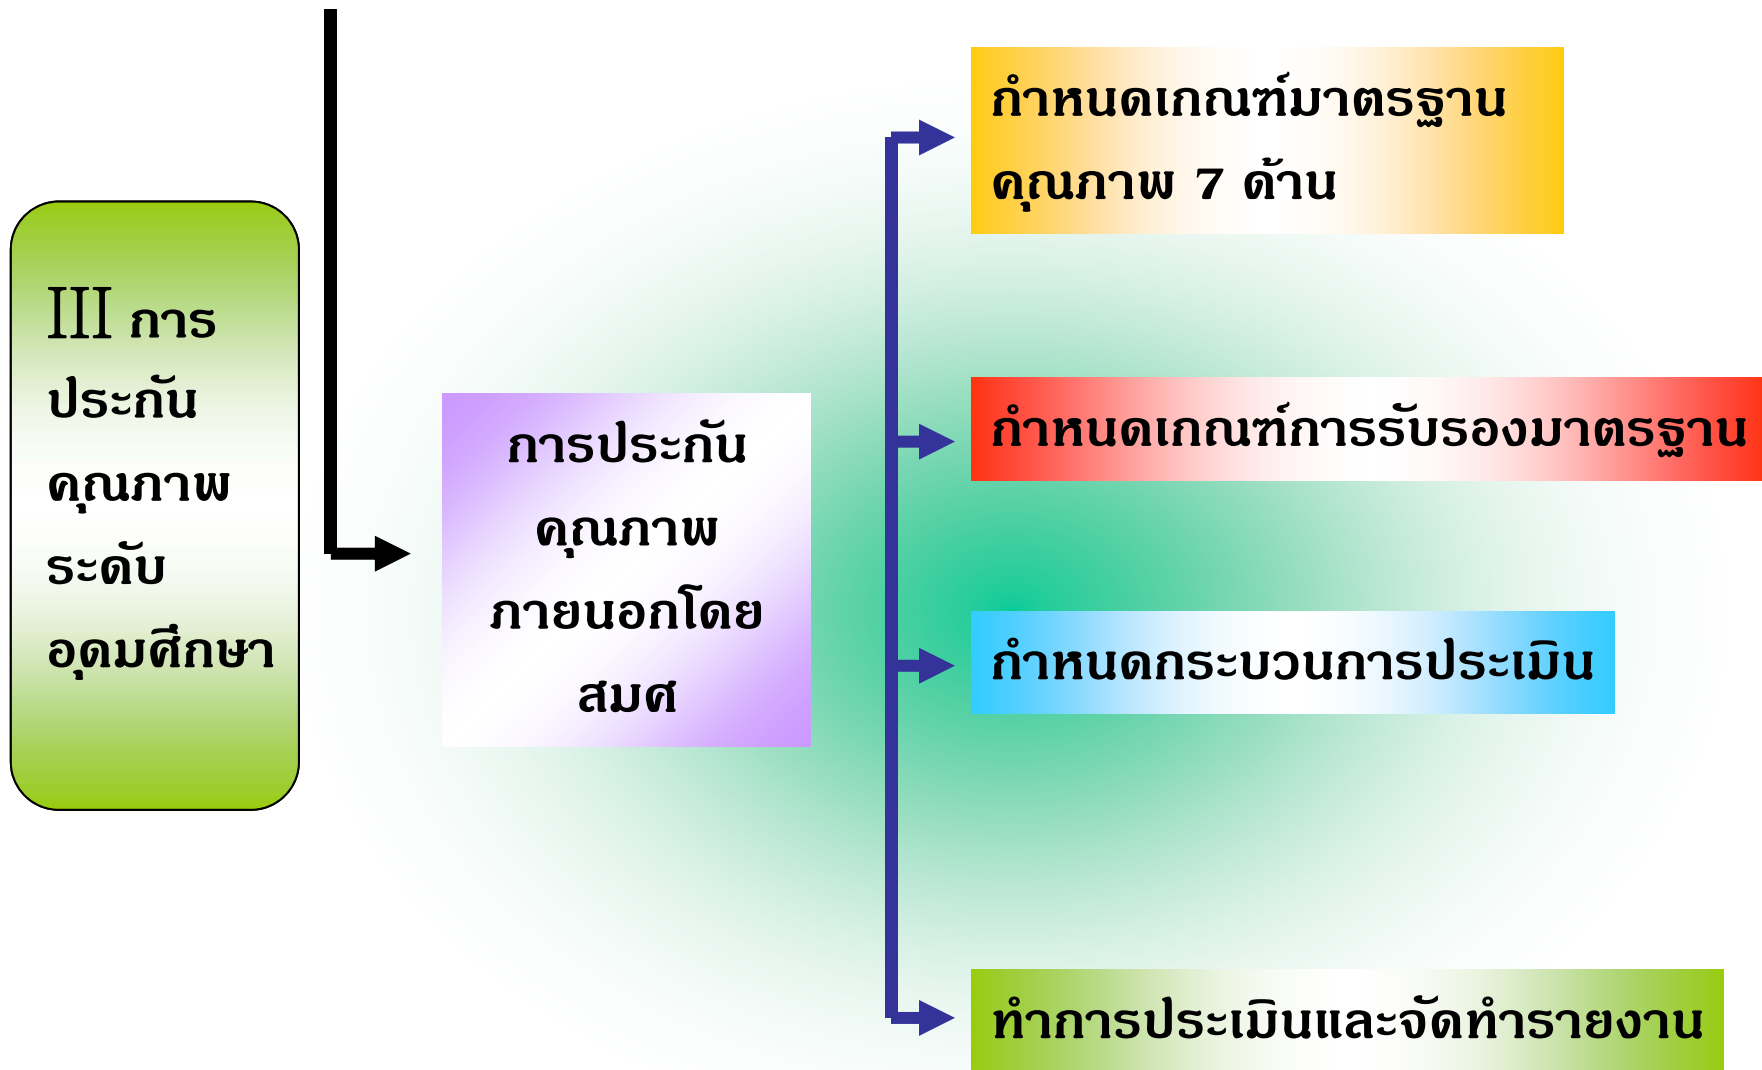 III การ
ประกัน
คุณภาพ
ระดับ
อุดมศึกษา
การประกัน
คุณภาพ
ภายนอกโดย
สมศ
กำหนดเกณฑ์มาตรฐาน
คุณภาพ 7 ด้าน
กำหนดเกณฑ์การรับรองมาตรฐาน
กำหนดกระบวนการประเมิน
ทำการประเมินและจัดทำรายงาน